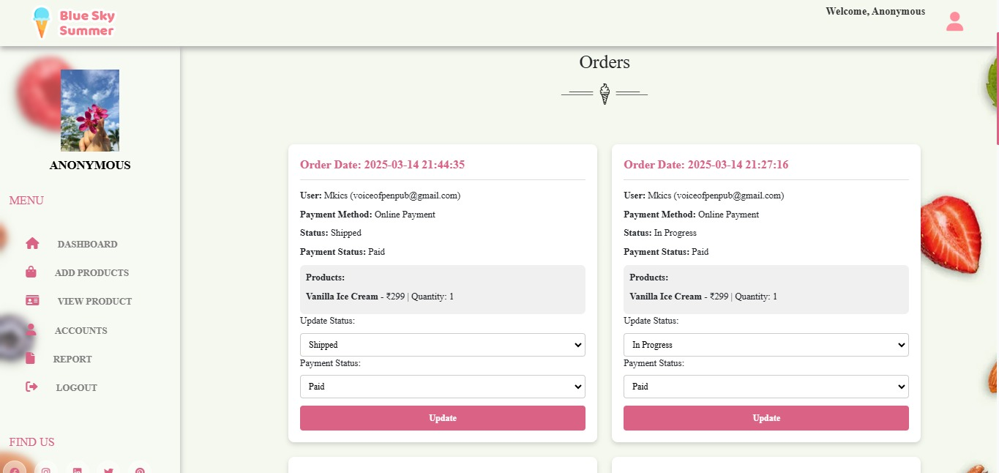 Blue Sky
Summer
Welcome, Anonymous
ANONYMOUS
MENU
DASHBOARD
ADD PRODUCTS
VIEW PRODUCT
ACCOUNTS
REPORT
LOGOUT
FIND US
Orders
Order Date: 2025-03-14 21:44:35
User: Mkics (voiceofpenpub@gmail.com)
Payment Method: Online Payment
Status: Shipped
Payment Status: Paid
Products:
Vanilla Ice Cream - ₹299 | Quantity: 1
Update Status:
Shipped
Payment Status:
Paid
Update
Order Date: 2025-03-14 21:27:16
User: Mkics (voiceofpenpub@gmail.com)
Payment Method: Online Payment
Status: In Progress
Payment Status: Paid
Products:
Vanilla Ice Cream - ₹299 | Quantity: 1
Update Status:
In Progress
Payment Status:
Paid
Update